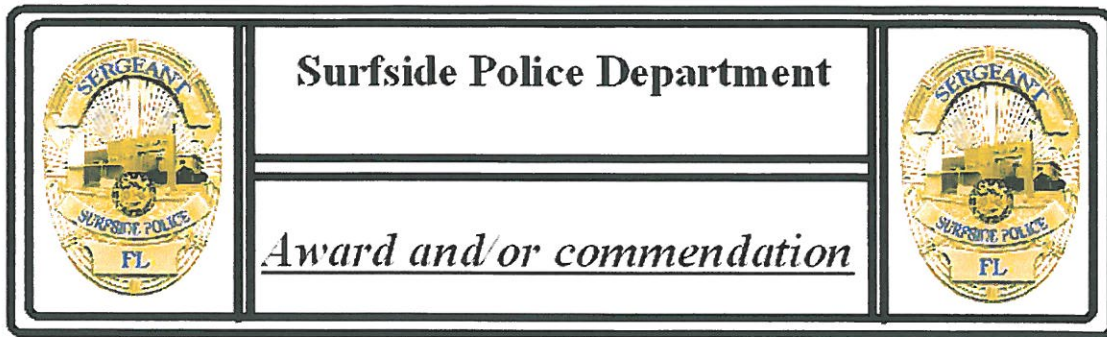 SERGEANT
SURFSIDE POLICE
FL
Surfside Police Department
Award and/or commendation
SERGEANT
SURFSIDE POLICE
FL